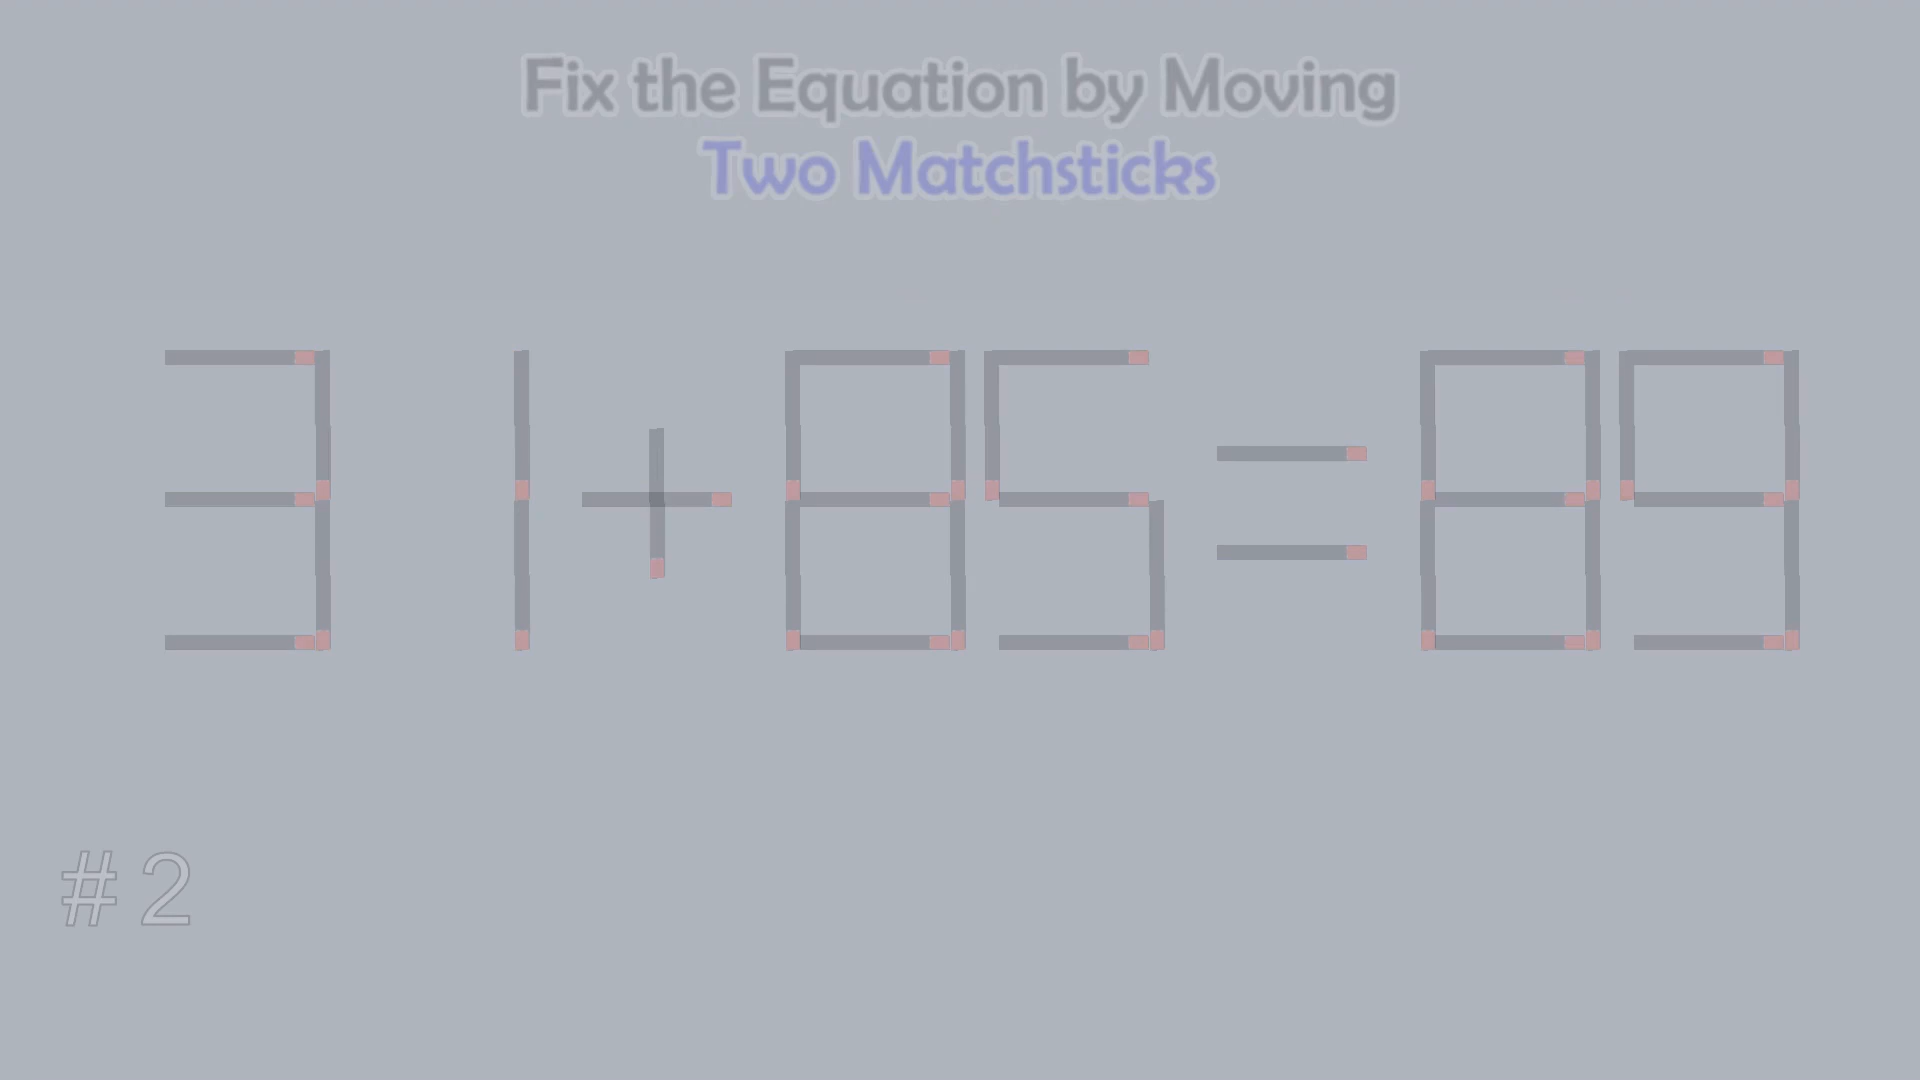 Fix the Equation by Moving
Two Matchsticks
31+85=89
#2